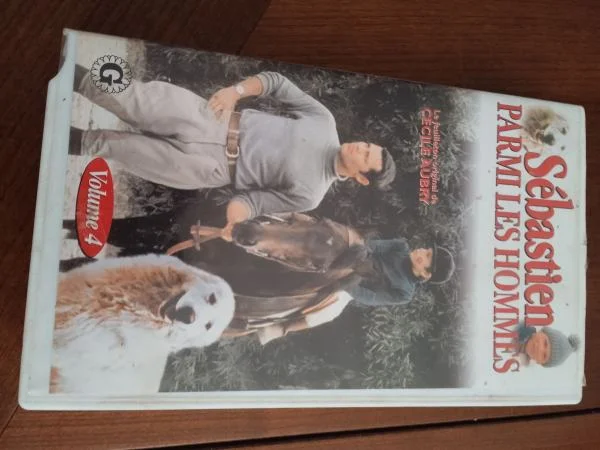 Sébastien
PARMI LES HOMMES
Le feuilleton original de
CÉCILE AUBRY
Volume 4
G